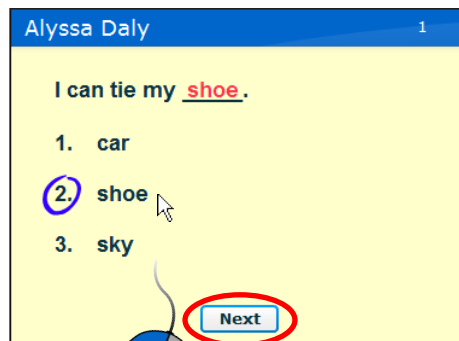 Alyssa Daly 1
I can tie my shoe.
1. car
2. shoe
3. sky
Next